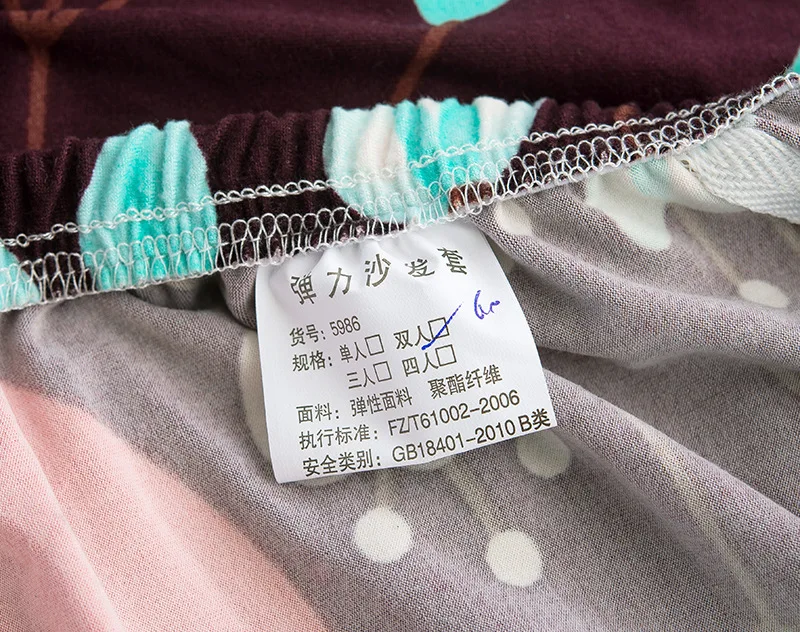 弹力沙发套
货号: 5986
规格: 单人□ 双人□
三人□ 四人□
面料: 弹性面料 聚酯纤维
执行标准: FZ/T61002-2006
安全类别: GB18401-2010 B类